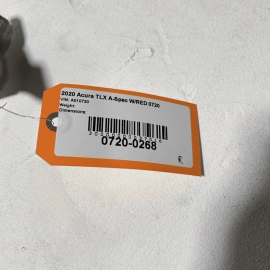 2020 Acura TLX A-Spec W/RED 0720
VIN: A010720
Weight:
Dimensions:
0720-0268
R